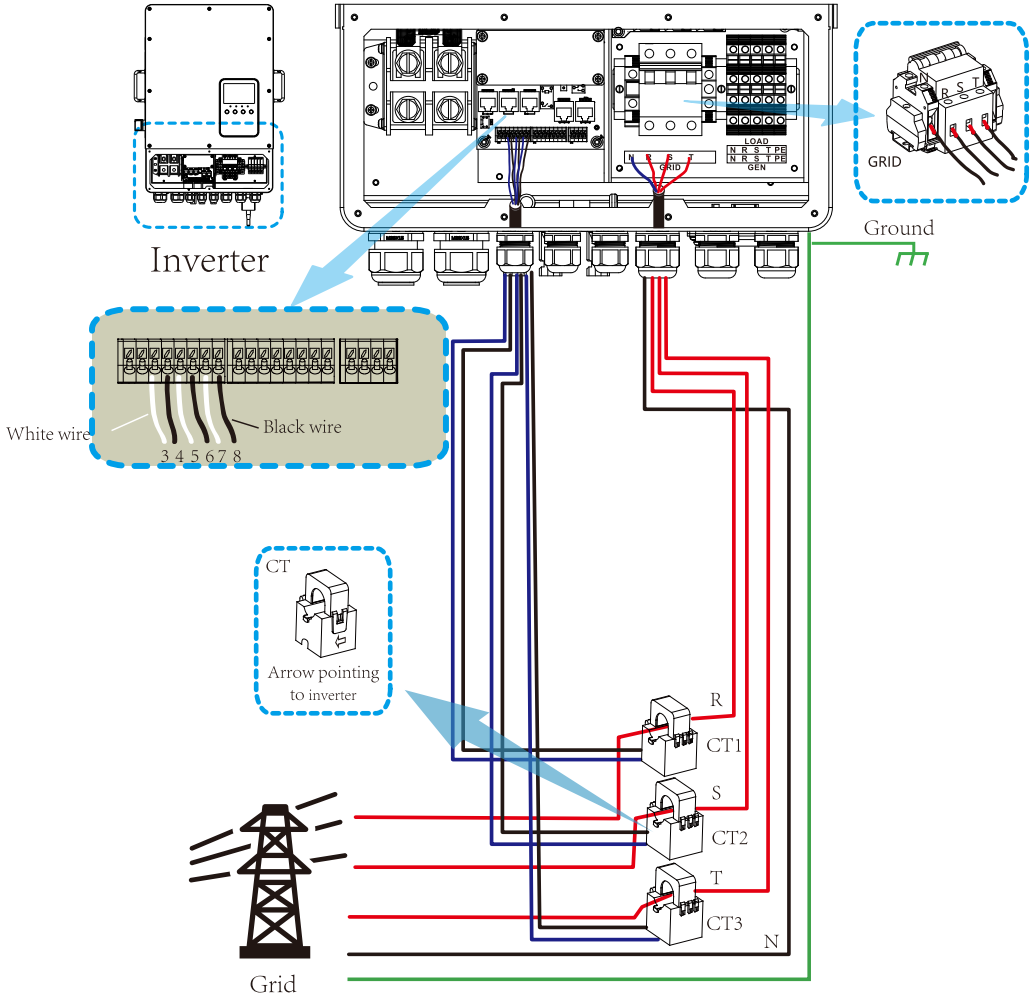 LOAD
N R S T PE
N R S T PE
GEN
N R S T
GRID
R S T
GRID
Ground
Inverter
White wire
Black wire
3 4 5 6 7 8
CT
Arrow pointing
to inverter
R
CT1
S
CT2
T
CT3
N
Grid